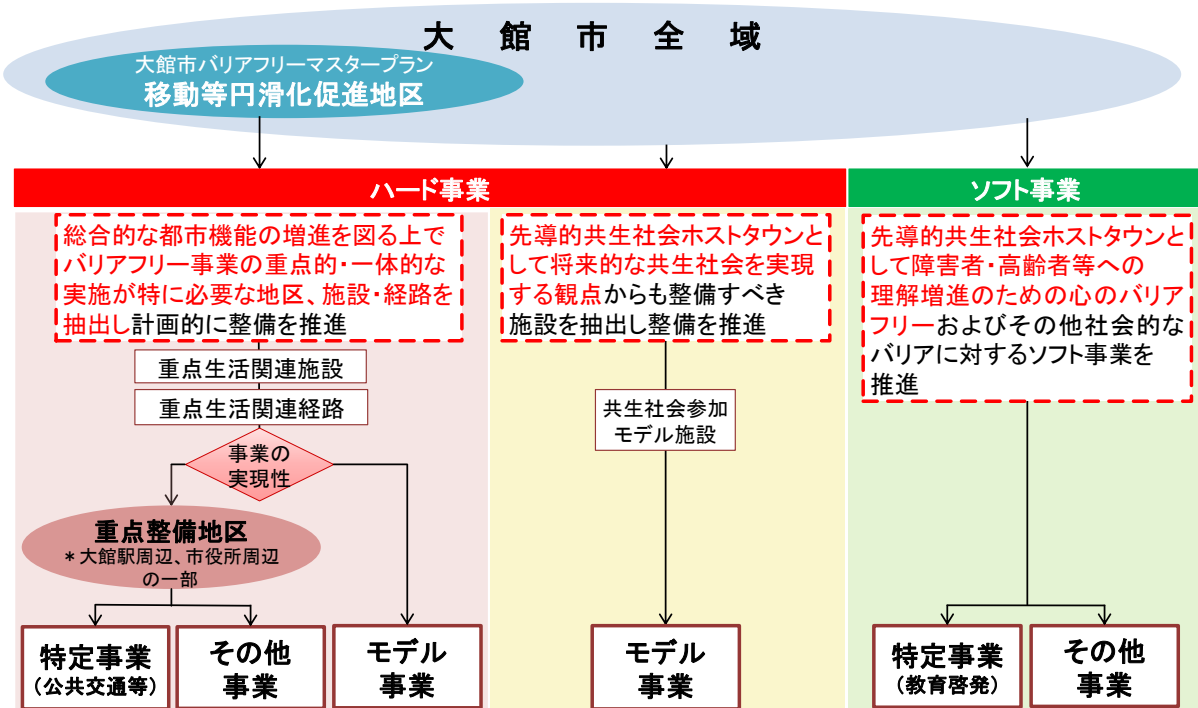 大館市全域
大館市バリアフリーマスタープラン
移動等円滑化促進地区
ハード事業
ソフト事業
総合的な都市機能の増進を図る上で
バリアフリー事業の重点的・一体的な
実施が特に必要な地区、施設・経路を
抽出し計画的に整備を推進
先導的共生社会ホストタウンと
して将来的な共生社会を実現
する観点からも整備すべき
施設を抽出し整備を推進
先導的共生社会ホストタウンと
して障害者・高齢者等への
理解増進のための心のバリア
フリーおよびその他社会的な
バリアに対するソフト事業を
推進
重点生活関連施設
重点生活関連経路
共生社会参加
モデル施設
事業の
実現性
重点整備地区
*大館駅周辺、市役所周辺
の一部
特定事業
(公共交通等)
その他
事業
モデル
事業
モデル
事業
特定事業
(教育啓発)
その他
事業